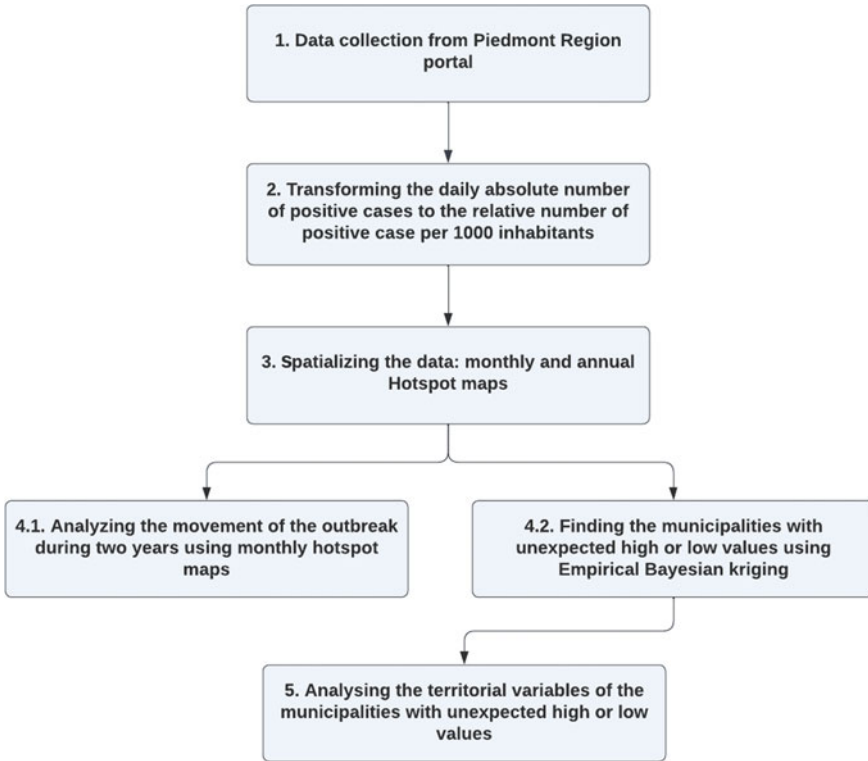 1. Data collection from Piedmont Region
portal
2. Transforming the daily absolute number
of positive cases to the relative number of
positive case per 1000 inhabitants
3. Spatializing the data: monthly and annual
Hotspot maps
4.1. Analyzing the movement of the outbreak
during two years using monthly hotspot
maps
4.2. Finding the municipalities with
unexpected high or low values using
Empirical Bayesian kriging
5. Analysing the territorial variables of the
municipalities with unexpected high or low
values